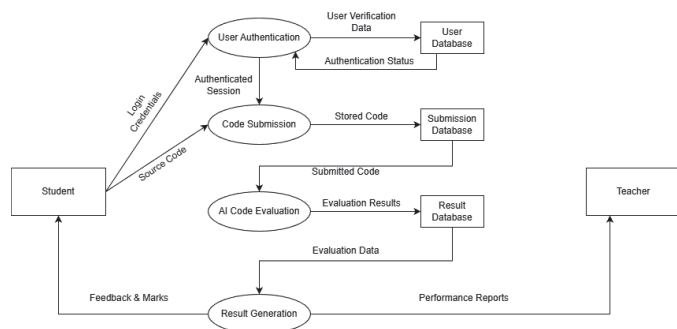 User Verification
Data
User Authentication
User
Database
Authentication Status
Authenticated
Session
Login
Credentials
Code Submission
Stored Code
Submission
Database
Source Code
Submitted Code
Student
Teacher
AI Code Evaluation
Evaluation Results
Result
Database
Evaluation Data
Feedback & Marks
Result Generation
Performance Reports